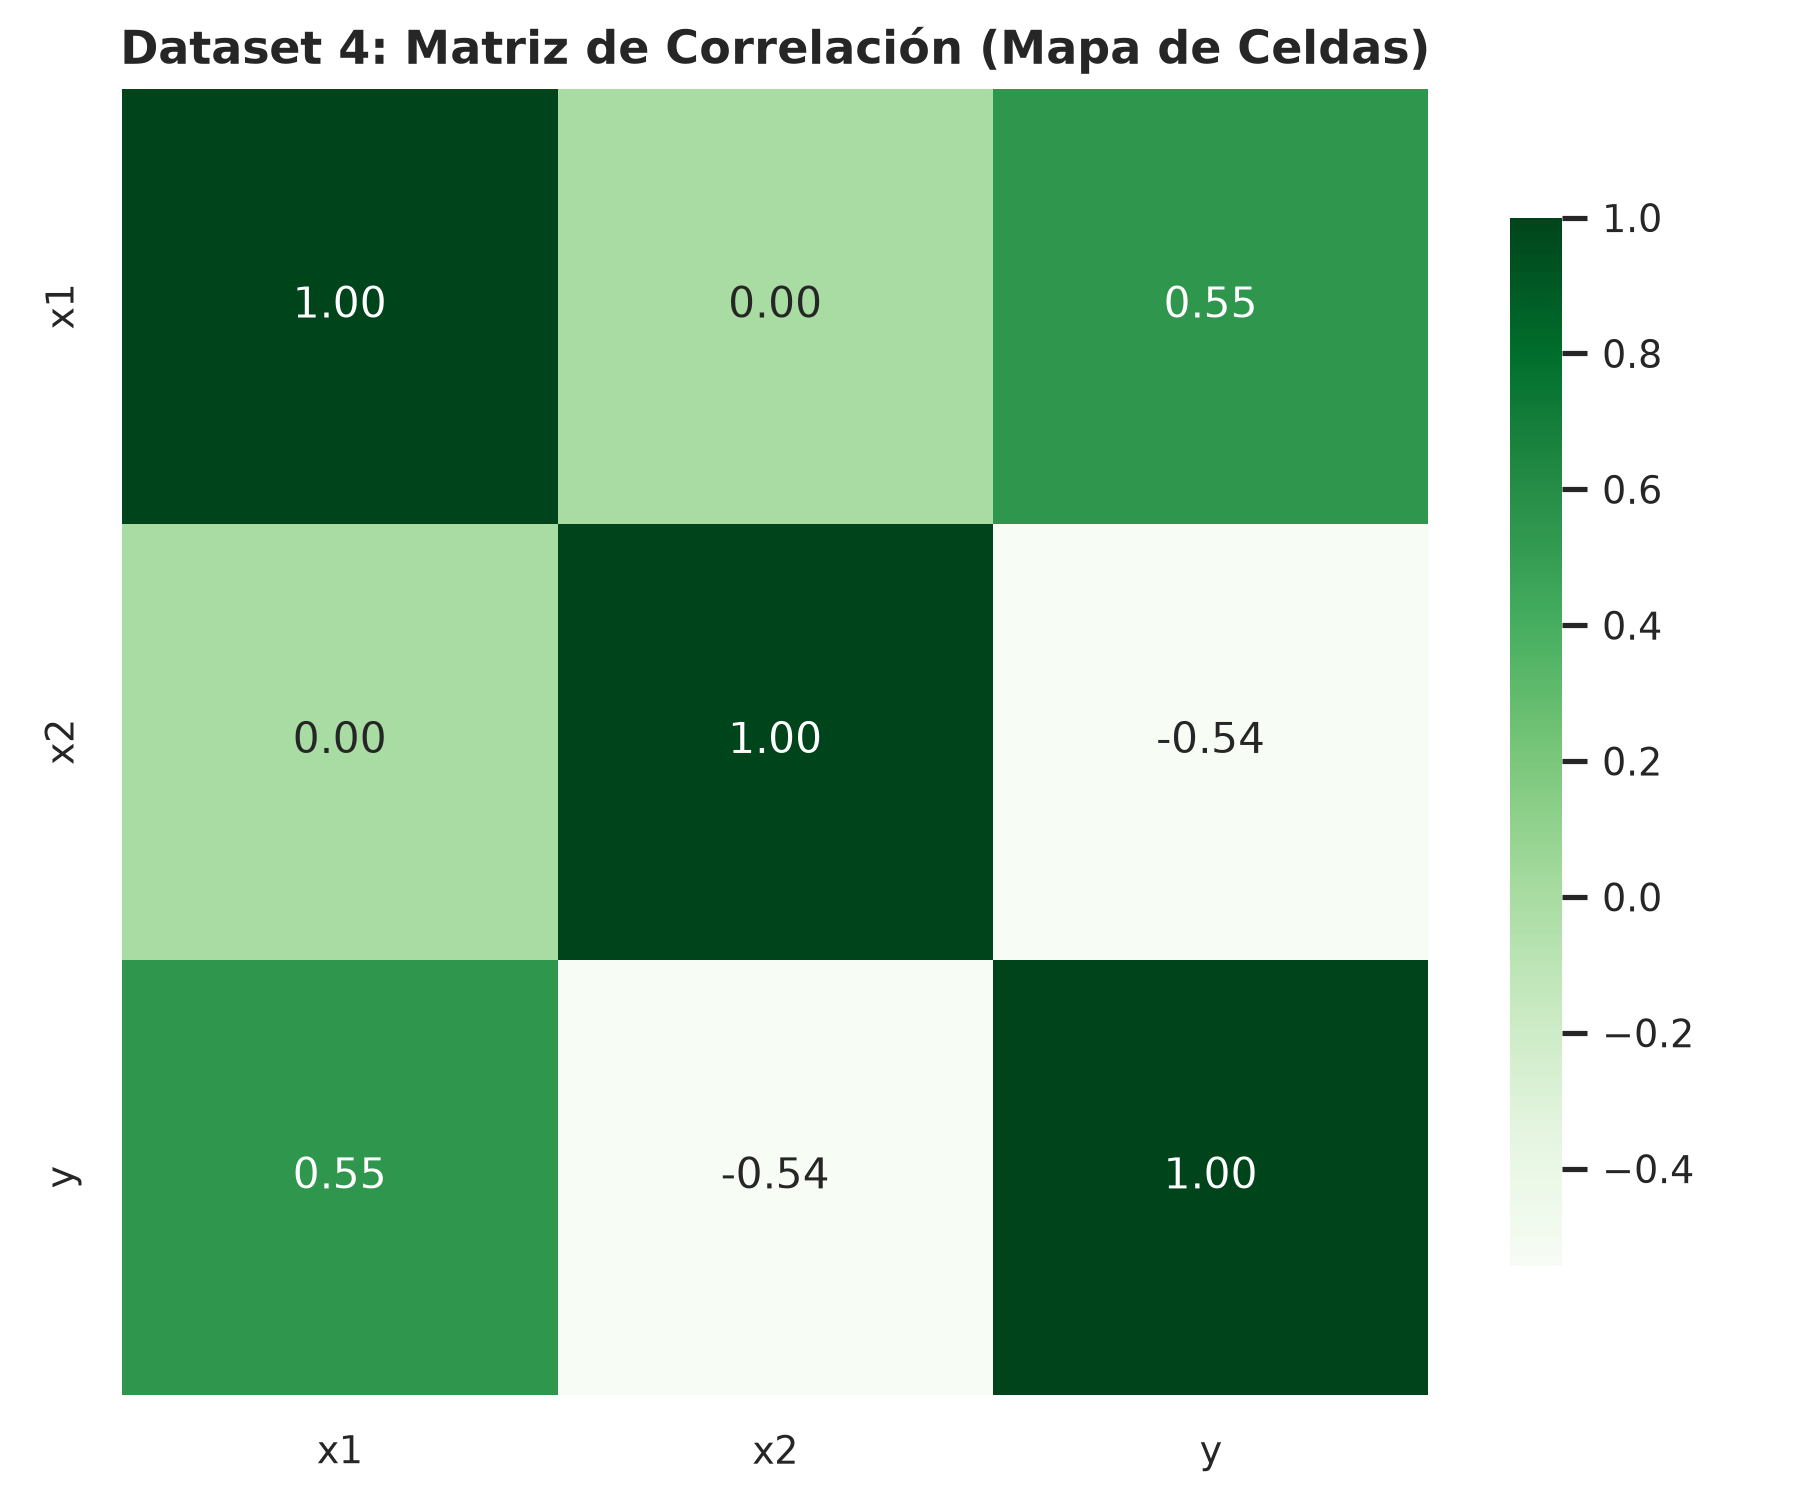 Dataset 4: Matriz de Correlación (Mapa de Celdas)
x1
1.00 0.00 0.55
x2
0.00 1.00 -0.54
y
0.55 -0.54 1.00
x1 x2 y
1.0
0.8
0.6
0.4
0.2
0.0
−0.2
−0.4